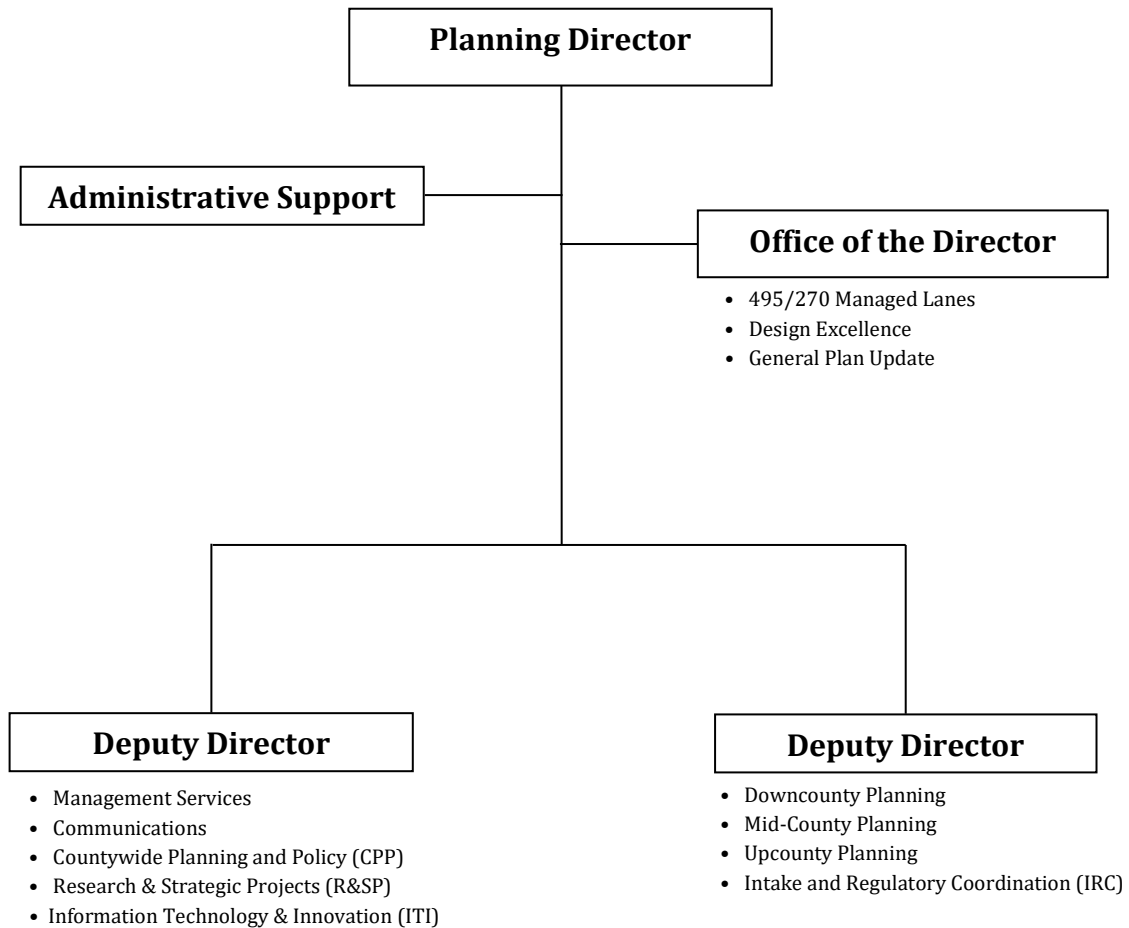 Planning Director
Administrative Support
Office of the Director
• 495/270 Managed Lanes
• Design Excellence
• General Plan Update
Deputy Director
• Management Services
• Communications
• Countywide Planning and Policy (CPP)
• Research & Strategic Projects (R&SP)
• Information Technology & Innovation (ITI)
Deputy Director
• Downcounty Planning
• Mid-County Planning
• Upcounty Planning
• Intake and Regulatory Coordination (IRC)